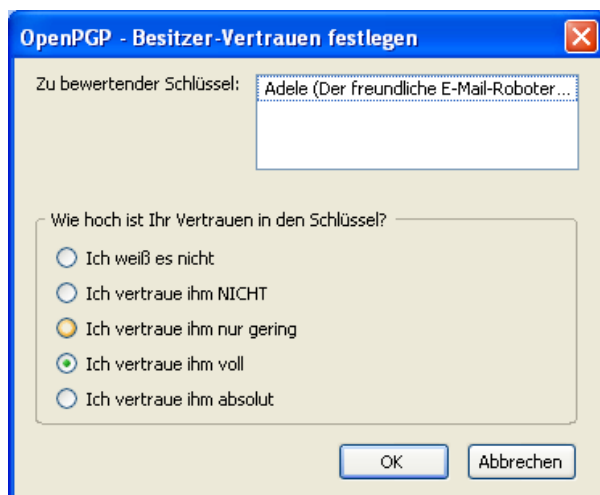 OpenPGP - Besitzer-Vertrauen festlegen
Zu bewertender Schlüssel:
Adele (Der freundliche E-Mail-Roboter...
Wie hoch ist Ihr Vertrauen in den Schlüssel?
Ich weiß es nicht
Ich vertraue ihm NICHT
Ich vertraue ihm nur gering
Ich vertraue ihm voll
Ich vertraue ihm absolut
OK
Abbrechen